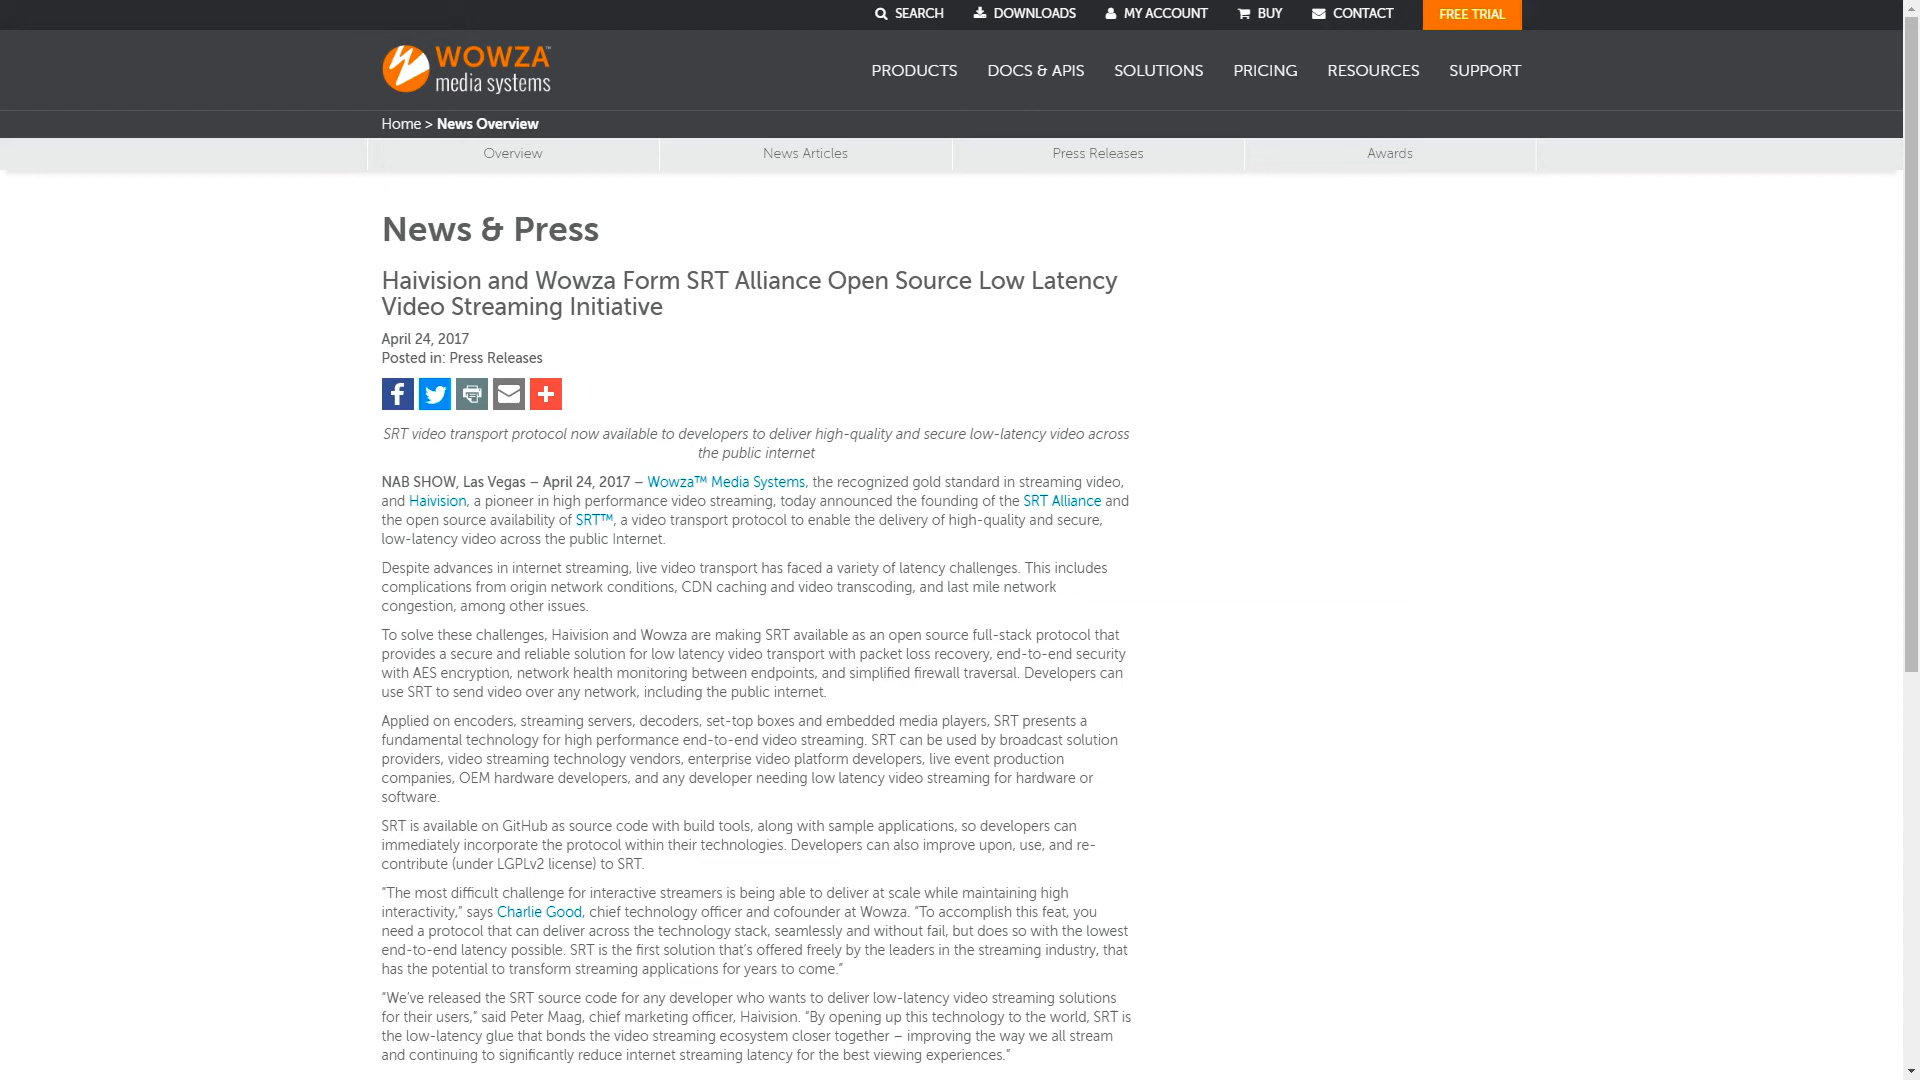 SEARCH DOWNLOADS MY ACCOUNT BUY CONTACT FREE TRIAL
WOWZA™
media systems
PRODUCTS DOCS & APIS SOLUTIONS PRICING RESOURCES SUPPORT
Home > News Overview
Overview News Articles Press Releases Awards
News & Press
Haivision and Wowza Form SRT Alliance Open Source Low Latency
Video Streaming Initiative
April 24, 2017
Posted in: Press Releases
SRT video transport protocol now available to developers to deliver high-quality and secure low-latency video across
the public internet
NAB SHOW, Las Vegas – April 24, 2017 – Wowza™ Media Systems, the recognized gold standard in streaming video,
and Haivision, a pioneer in high performance video streaming, today announced the founding of the SRT Alliance and
the open source availability of SRT™, a video transport protocol to enable the delivery of high-quality and secure,
low-latency video across the public Internet.
Despite advances in internet streaming, live video transport has faced a variety of latency challenges. This includes
complications from origin network conditions, CDN caching and video transcoding, and last mile network
congestion, among other issues.
To solve these challenges, Haivision and Wowza are making SRT available as an open source full-stack protocol that
provides a secure and reliable solution for low latency video transport with packet loss recovery, end-to-end security
with AES encryption, network health monitoring between endpoints, and simplified firewall traversal. Developers can
use SRT to send video over any network, including the public internet.
Applied on encoders, streaming servers, decoders, set-top boxes and embedded media players, SRT presents a
fundamental technology for high performance end-to-end video streaming. SRT can be used by broadcast solution
providers, video streaming technology vendors, enterprise video platform developers, live event production
companies, OEM hardware developers, and any developer needing low latency video streaming for hardware or
software.
SRT is available on GitHub as source code with build tools, along with sample applications, so developers can
immediately incorporate the protocol within their technologies. Developers can also improve upon, use, and re-
contribute (under LGPLv2 license) to SRT.
“The most difficult challenge for interactive streamers is being able to deliver at scale while maintaining high
interactivity,” says Charlie Good, chief technology officer and cofounder at Wowza. “To accomplish this feat, you
need a protocol that can deliver across the technology stack, seamlessly and without fail, but does so with the lowest
end-to-end latency possible. SRT is the first solution that’s offered freely by the leaders in the streaming industry, that
has the potential to transform streaming applications for years to come.”
“We’ve released the SRT source code for any developer who wants to deliver low-latency video streaming solutions
for their users,” said Peter Maag, chief marketing officer, Haivision. “By opening up this technology to the world, SRT is
the low-latency glue that bonds the video streaming ecosystem closer together – improving the way we all stream
and continuing to significantly reduce internet streaming latency for the best viewing experiences.”